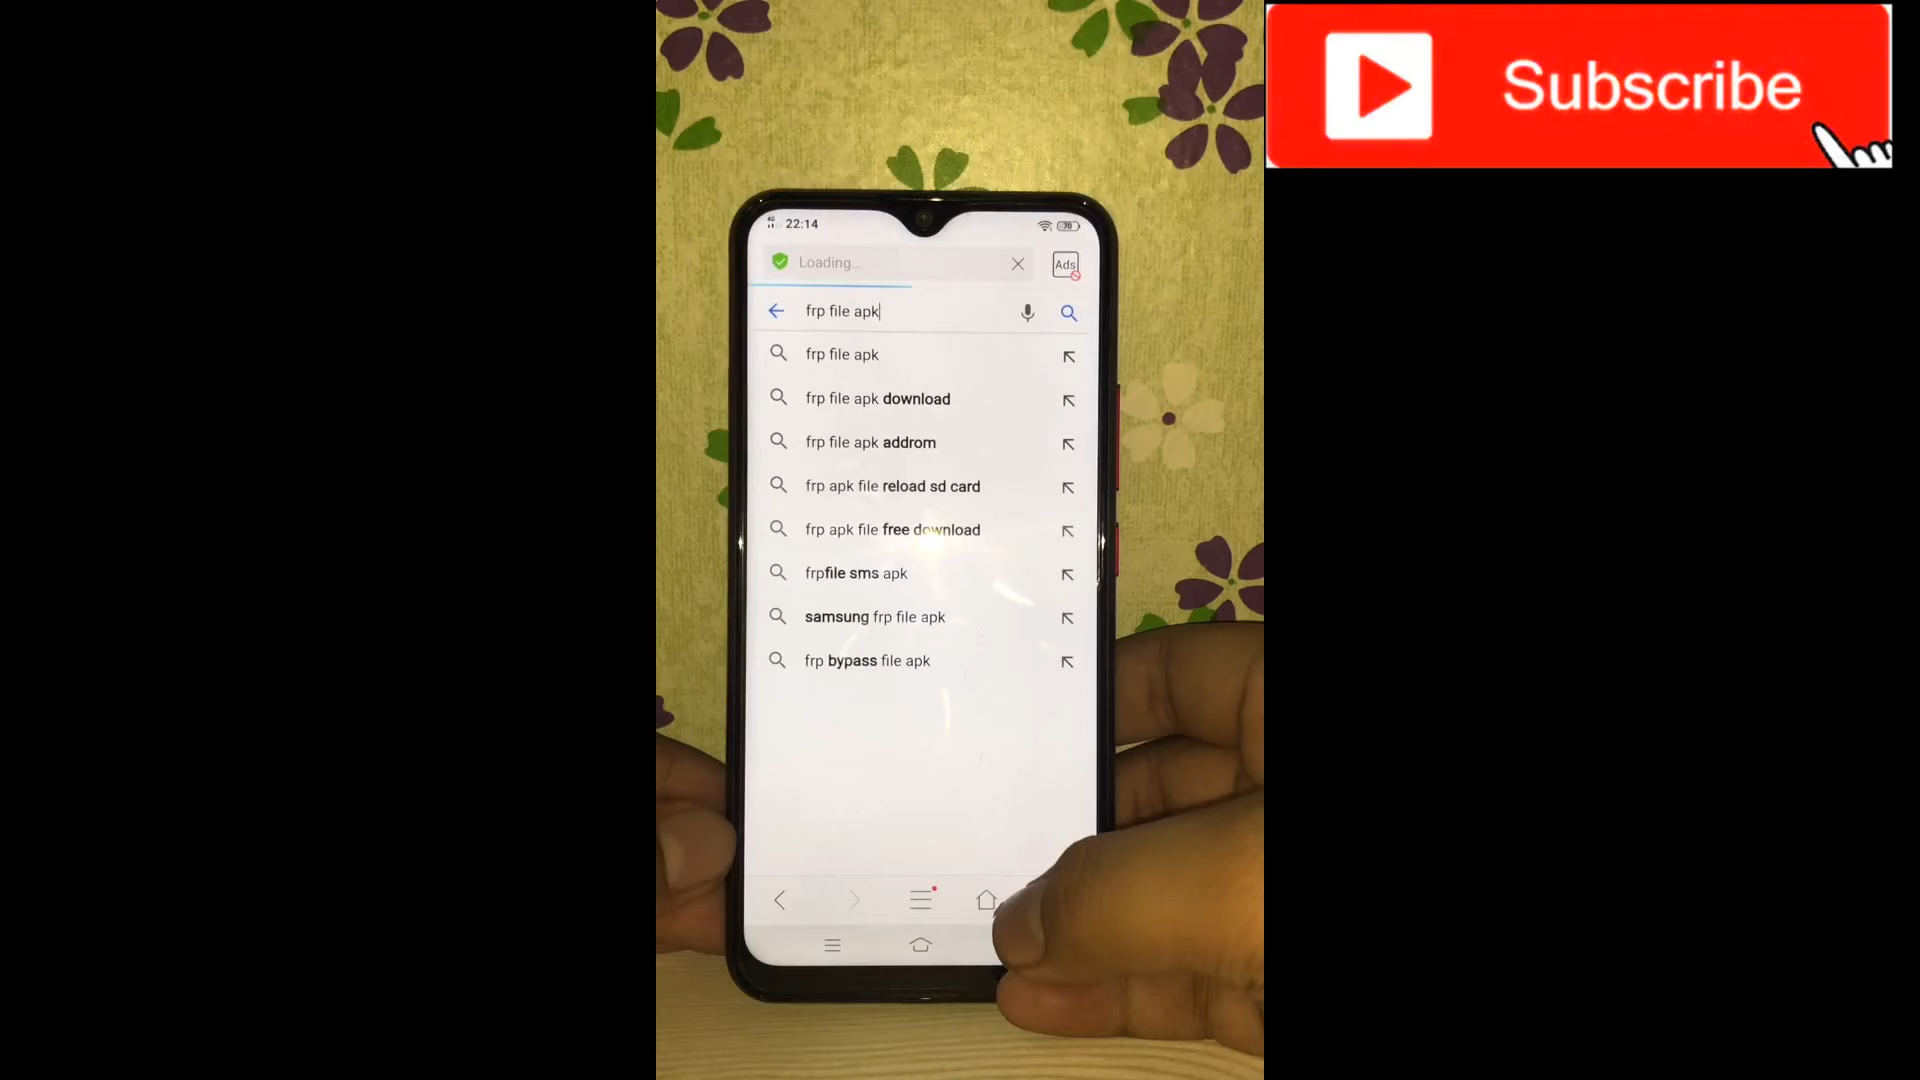 Subscribe
4G
22:14
70
Loading...
Ads
frp file apk
frp file apk
frp file apk download
frp file apk addrom
frp apk file reload sd card
frp apk file free download
frpfile sms apk
samsung frp file apk
frp bypass file apk